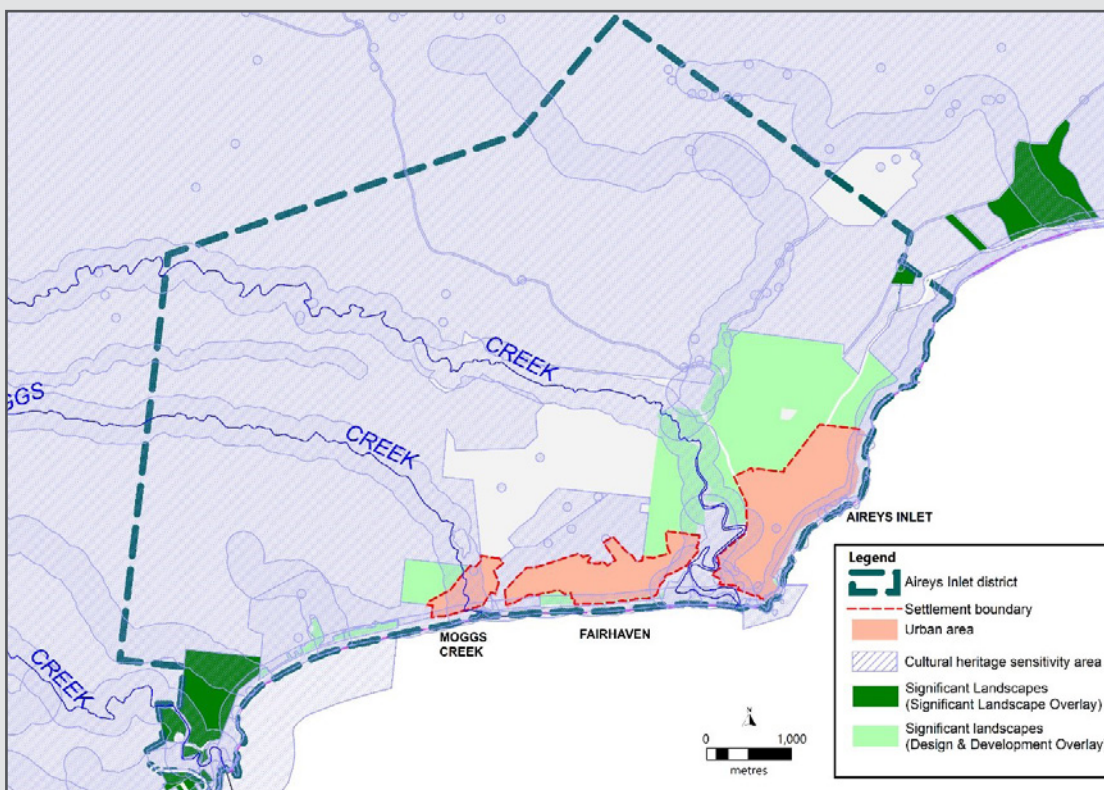 CREEK
GGS
CREEK
CREEK
AIREYS INLET
MOGGS
CREEK
FAIRHAVEN
N
0 1,000
metres
Legend
Aireys Inlet district
Settlement boundary
Urban area
Cultural heritage sensitivity area
Significant Landscapes
(Significant Landscape Overlay)
Significant landscapes
(Design & Development Overlay